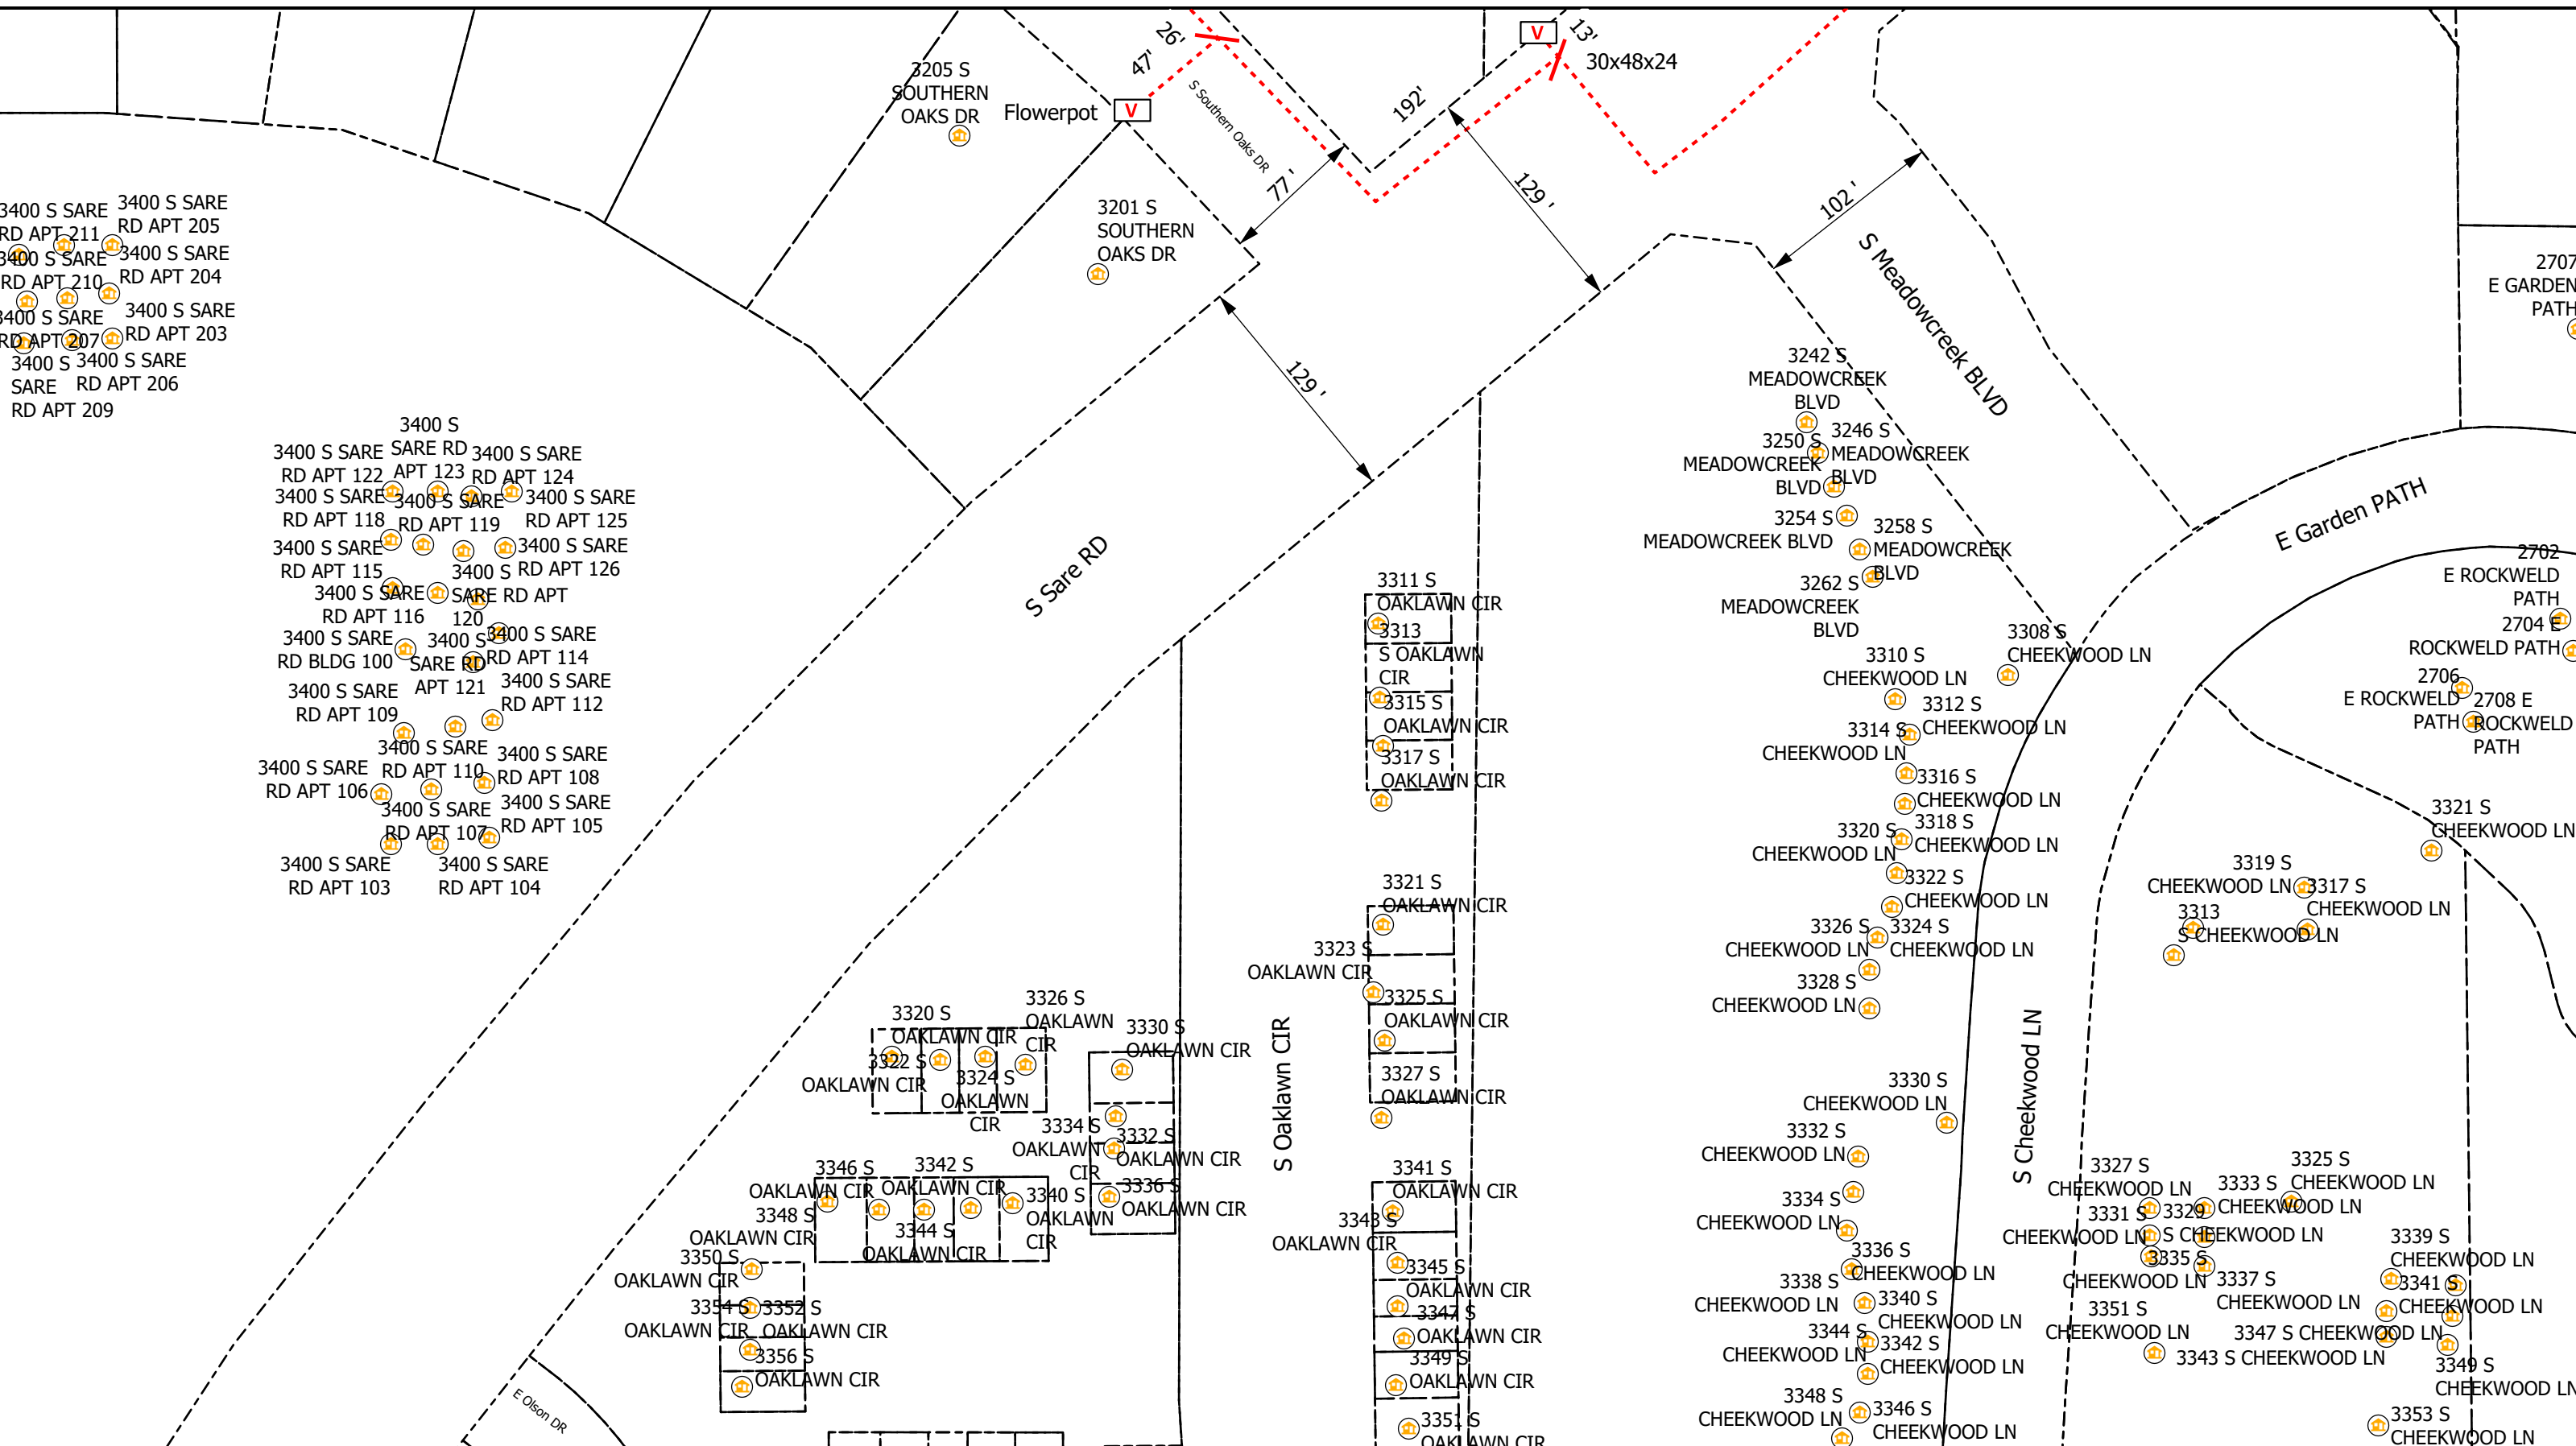 26'
47'
V
13'
30x48x24
3205 S
SOUTHERN
OAKS DR
Flowerpot
V
S Southern Oaks DR
192'
77'
129 '
102 '
3201 S
SOUTHERN
OAKS DR
129 '
S Meadowcreek BLVD
2707
E GARDEN
PATH
3400 S SARE
RD APT 211
3400 S SARE
RD APT 205
3400 S SARE
RD APT 210
3400 S SARE
RD APT 204
3400 S SARE
RD APT 207
3400 S SARE
RD APT 203
3400 S
SARE
RD APT 209
3400 S SARE
RD APT 206
3400 S SARE
RD APT 122
3400 S
SARE RD
APT 123
3400 S SARE
RD APT 124
3400 S SARE
RD APT 118
3400 S SARE
RD APT 119
3400 S SARE
RD APT 125
3400 S SARE
RD APT 115
3400 S SARE
RD APT 126
3400 S SARE
RD APT 116
3400 S
SARE RD APT
120
3400 S SARE
RD BLDG 100
3400 S
SARE RD
APT 121
3400 S SARE
RD APT 114
3400 S SARE
RD APT 109
3400 S SARE
RD APT 112
3400 S SARE
RD APT 110
3400 S SARE
RD APT 108
3400 S SARE
RD APT 106
3400 S SARE
RD APT 107
3400 S SARE
RD APT 105
3400 S SARE
RD APT 103
3400 S SARE
RD APT 104
S Sare RD
E Garden PATH
3242 S
MEADOWCREEK
BLVD
3246 S
MEADOWCREEK
BLVD
3250 S
MEADOWCREEK
BLVD
3254 S
MEADOWCREEK BLVD
3258 S
MEADOWCREEK
BLVD
3262 S
MEADOWCREEK
BLVD
2702
E ROCKWELD
PATH
2704 E
ROCKWELD PATH
2706
E ROCKWELD
PATH
2708 E
ROCKWELD
PATH
3311 S
OAKLAWN CIR
3313
S OAKLAWN
CIR
3315 S
OAKLAWN CIR
3317 S
OAKLAWN CIR
3321 S
OAKLAWN CIR
3323 S
OAKLAWN CIR
3325 S
OAKLAWN CIR
3327 S
OAKLAWN CIR
3341 S
OAKLAWN CIR
3343 S
OAKLAWN CIR
3345 S
OAKLAWN CIR
3347 S
OAKLAWN CIR
3349 S
OAKLAWN CIR
3351 S
OAKLAWN CIR
S Oaklawn CIR
3320 S
OAKLAWN CIR
3322 S
OAKLAWN CIR
3324 S
OAKLAWN
CIR
3326 S
OAKLAWN
CIR
3330 S
OAKLAWN CIR
3334 S
OAKLAWN
CIR
3332 S
OAKLAWN CIR
3336 S
OAKLAWN CIR
3346 S
OAKLAWN CIR
3342 S
OAKLAWN CIR
3348 S
OAKLAWN CIR
3344 S
OAKLAWN CIR
3340 S
OAKLAWN
CIR
3350 S
OAKLAWN CIR
3354 S
OAKLAWN CIR
3352 S
OAKLAWN CIR
3356 S
OAKLAWN CIR
E Olson DR
3308 S
CHEEKWOOD LN
3310 S
CHEEKWOOD LN
3312 S
CHEEKWOOD LN
3314 S
CHEEKWOOD LN
3316 S
CHEEKWOOD LN
3318 S
CHEEKWOOD LN
3320 S
CHEEKWOOD LN
3322 S
CHEEKWOOD LN
3324 S
CHEEKWOOD LN
3326 S
CHEEKWOOD LN
3328 S
CHEEKWOOD LN
3330 S
CHEEKWOOD LN
3332 S
CHEEKWOOD LN
3334 S
CHEEKWOOD LN
3336 S
CHEEKWOOD LN
3338 S
CHEEKWOOD LN
3340 S
CHEEKWOOD LN
3344 S
CHEEKWOOD LN
3342 S
CHEEKWOOD LN
3348 S
CHEEKWOOD LN
3346 S
CHEEKWOOD LN
S Cheekwood LN
3321 S
CHEEKWOOD LN
3319 S
CHEEKWOOD LN
3317 S
CHEEKWOOD LN
3313
S CHEEKWOOD LN
3325 S
CHEEKWOOD LN
3327 S
CHEEKWOOD LN
3333 S
CHEEKWOOD LN
3331 S
CHEEKWOOD LN
3329
S CHEEKWOOD LN
3335 S
CHEEKWOOD LN
3337 S
CHEEKWOOD LN
3339 S
CHEEKWOOD LN
3341 S
CHEEKWOOD LN
3351 S
CHEEKWOOD LN
3347 S CHEEKWOOD LN
3343 S CHEEKWOOD LN
3349 S
CHEEKWOOD LN
3353 S
CHEEKWOOD LN